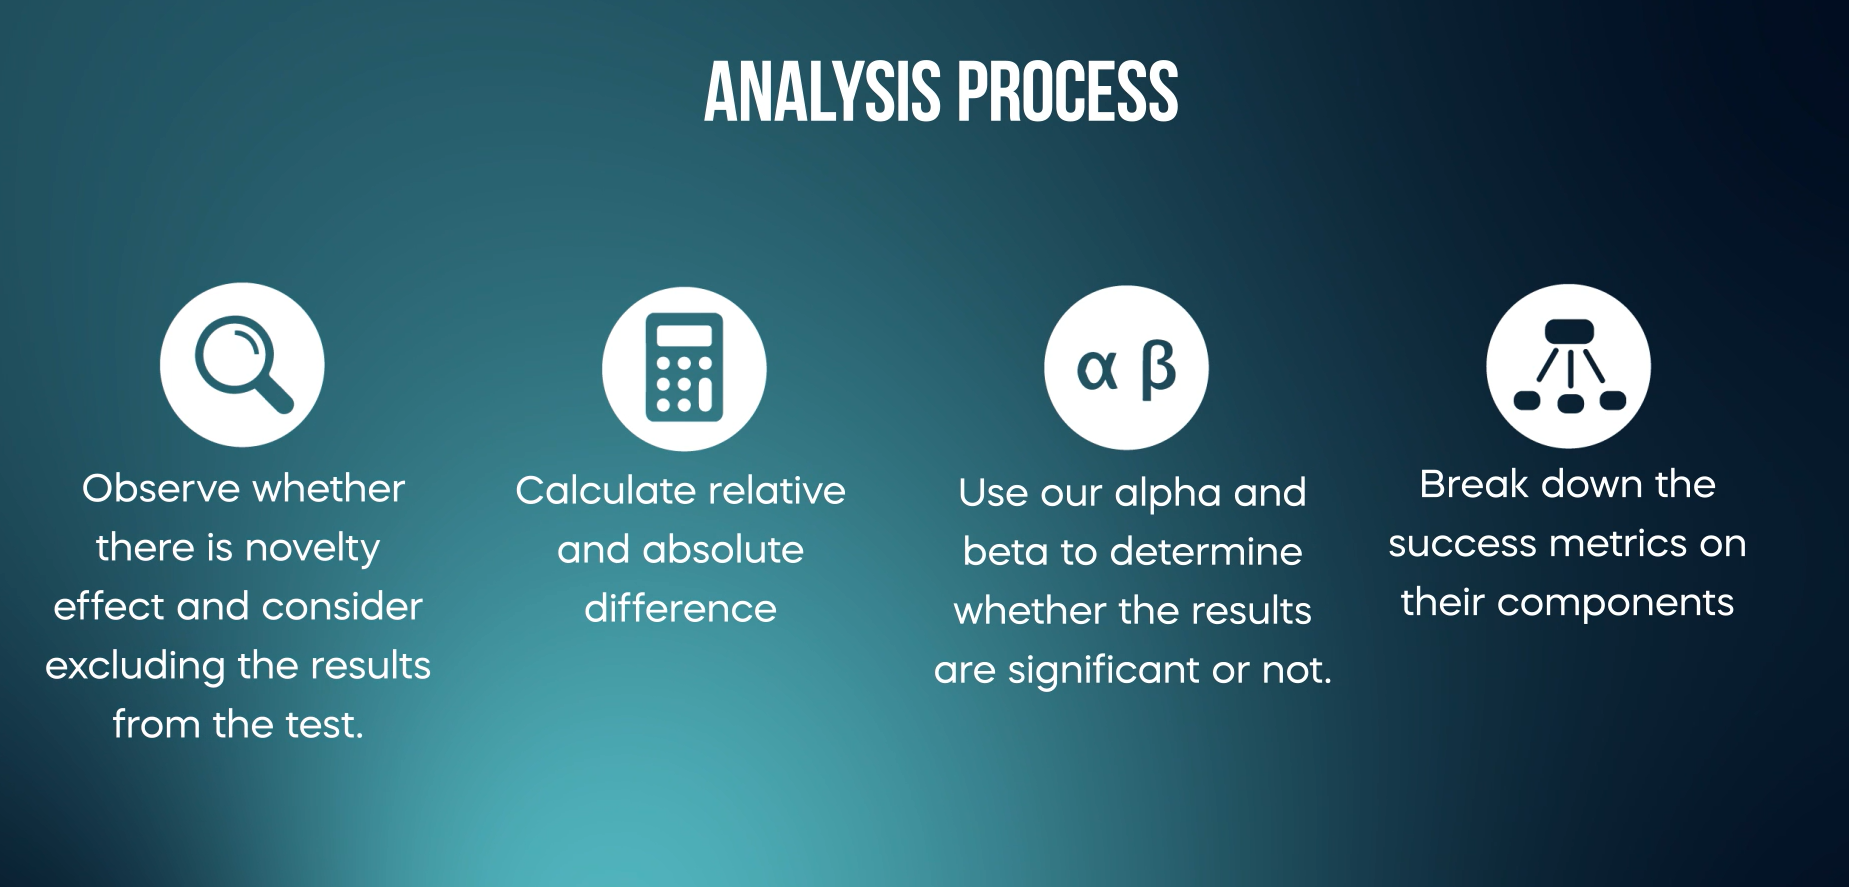 ANALYSIS PROCESS
α β
Observe whether
there is novelty
effect and consider
excluding the results
from the test.
Calculate relative
and absolute
difference
Use our alpha and
beta to determine
whether the results
are significant or not.
Break down the
success metrics on
their components